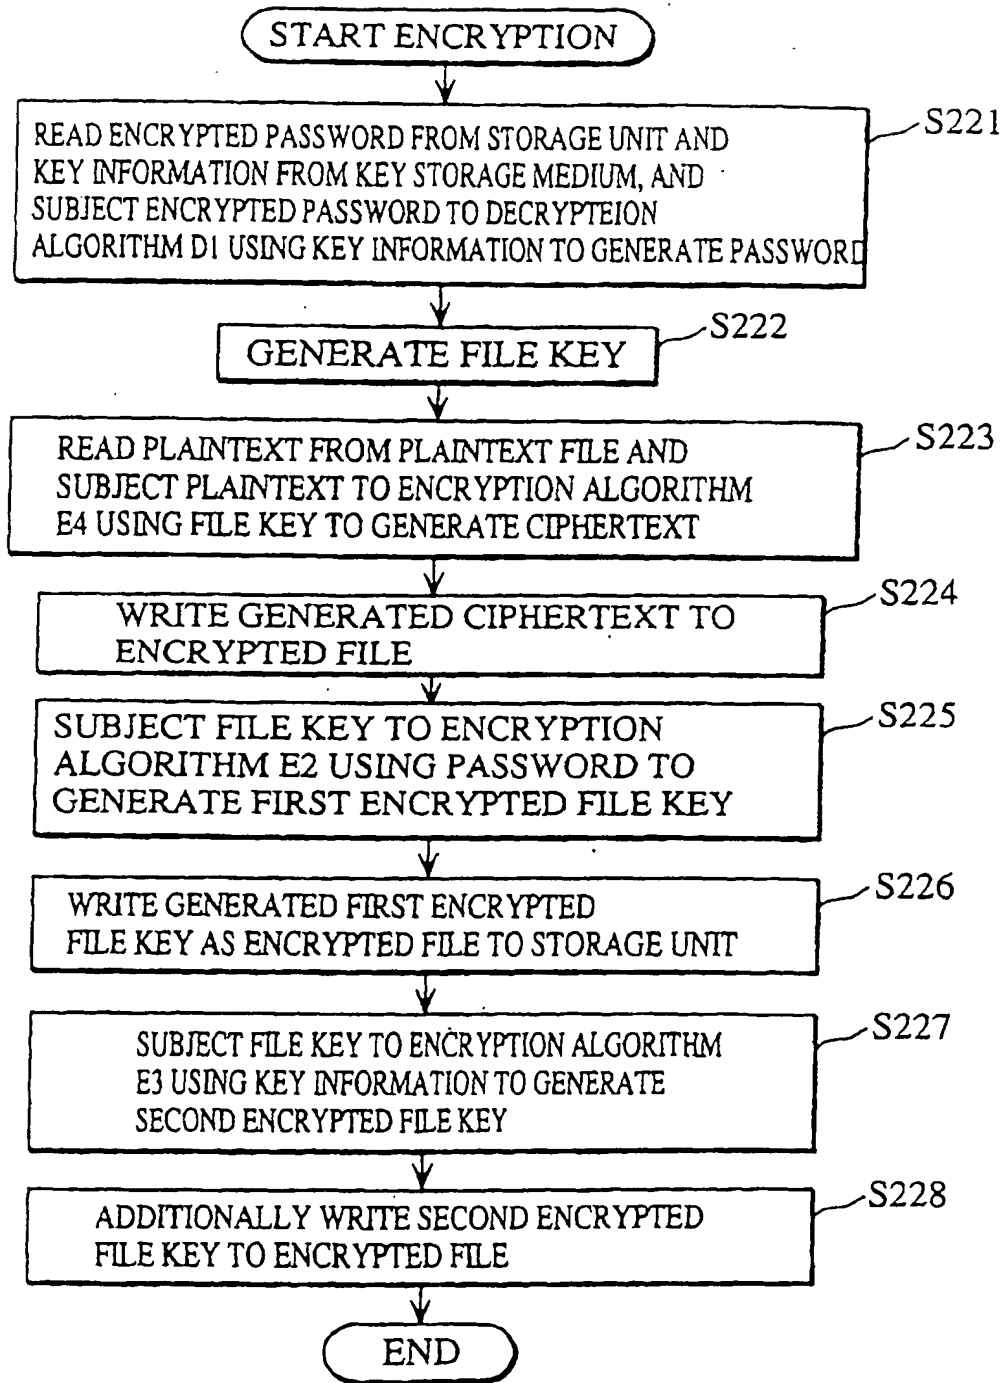 START ENCRYPTION
S221
READ ENCRYPTED PASSWORD FROM STORAGE UNIT AND
KEY INFORMATION FROM KEY STORAGE MEDIUM, AND
SUBJECT ENCRYPTED PASSWORD TO DECRYPTEION
ALGORITHM D1 USING KEY INFORMATION TO GENERATE PASSWORD
S222
GENERATE FILE KEY
S223
READ PLAINTEXT FROM PLAINTEXT FILE AND
SUBJECT PLAINTEXT TO ENCRYPTION ALGORITHM
E4 USING FILE KEY TO GENERATE CIPHERTEXT
S224
WRITE GENERATED CIPHERTEXT TO
ENCRYPTED FILE
S225
SUBJECT FILE KEY TO ENCRYPTION
ALGORITHM E2 USING PASSWORD TO
GENERATE FIRST ENCRYPTED FILE KEY
S226
WRITE GENERATED FIRST ENCRYPTED
FILE KEY AS ENCRYPTED FILE TO STORAGE UNIT
S227
SUBJECT FILE KEY TO ENCRYPTION ALGORITHM
E3 USING KEY INFORMATION TO GENERATE
SECOND ENCRYPTED FILE KEY
S228
ADDITIONALLY WRITE SECOND ENCRYPTED
FILE KEY TO ENCRYPTED FILE
END